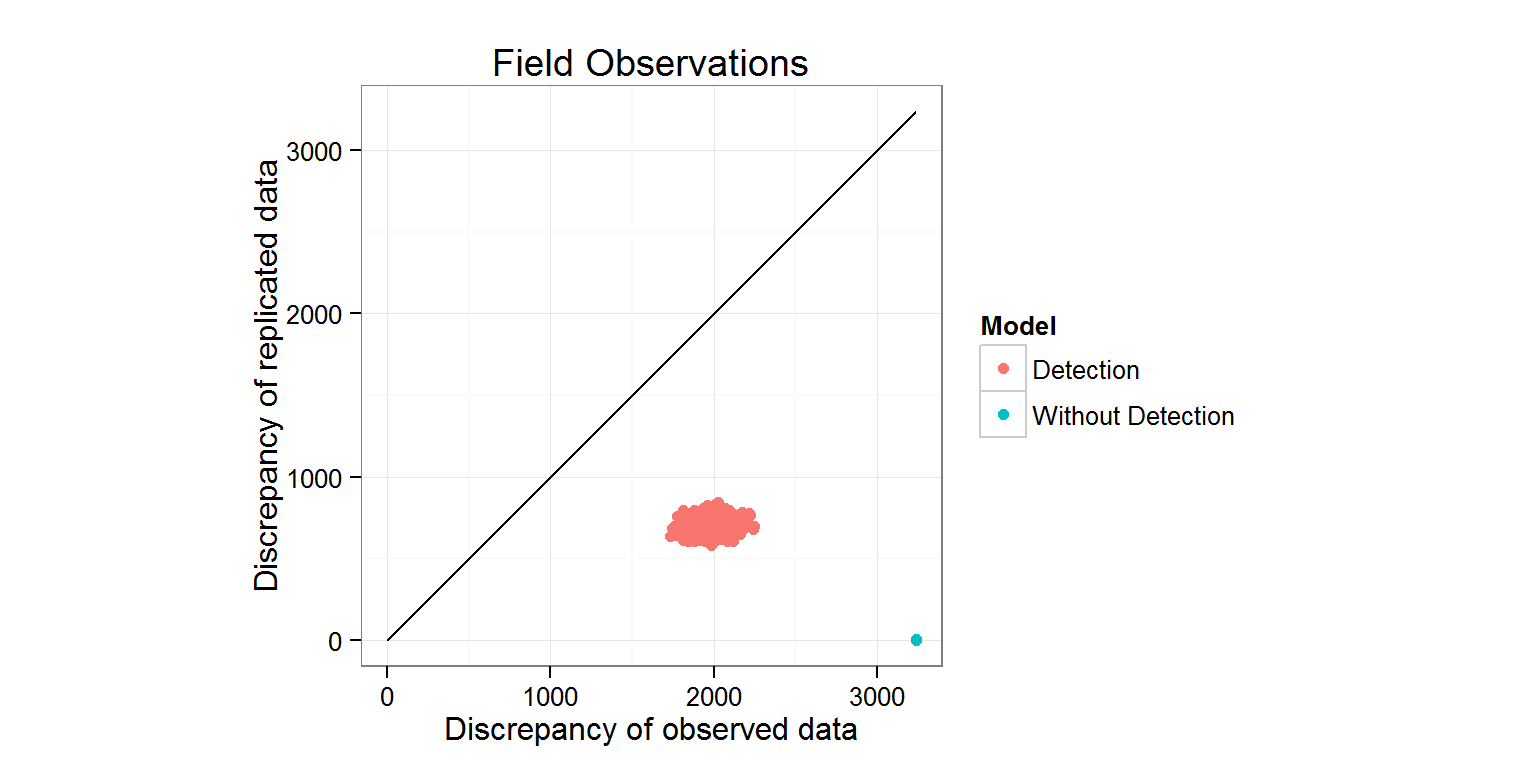 Field Observations
Discrepancy of replicated data
3000
2000
1000
0
0 1000 2000 3000
Discrepancy of observed data
Model
Detection
Without Detection